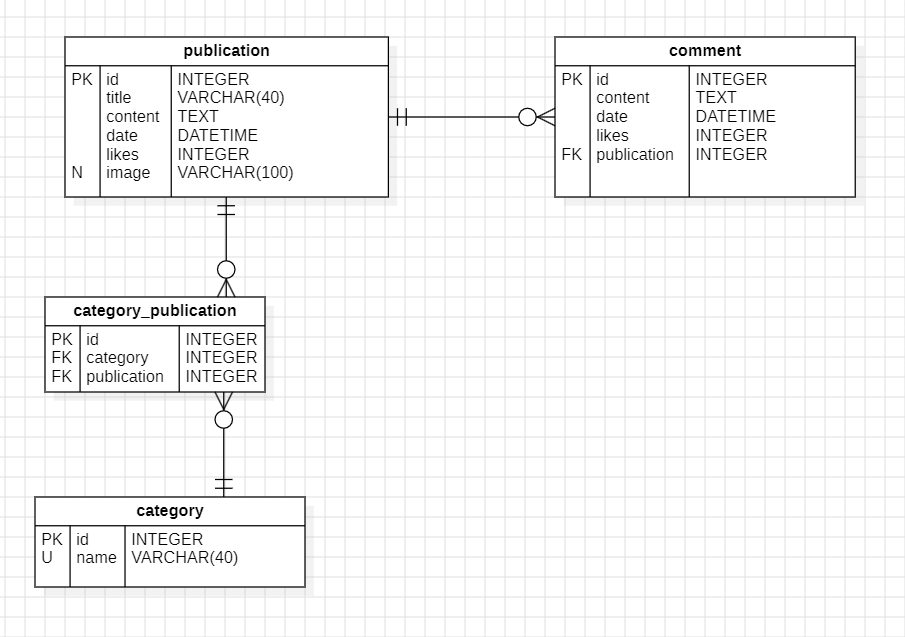 publication
PK id INTEGER
title VARCHAR(40)
content TEXT
date DATETIME
likes INTEGER
N image VARCHAR(100)
comment
PK id INTEGER
content TEXT
date DATETIME
likes INTEGER
FK publication INTEGER
category_publication
PK id INTEGER
FK category INTEGER
FK publication INTEGER
category
PK id INTEGER
U name VARCHAR(40)